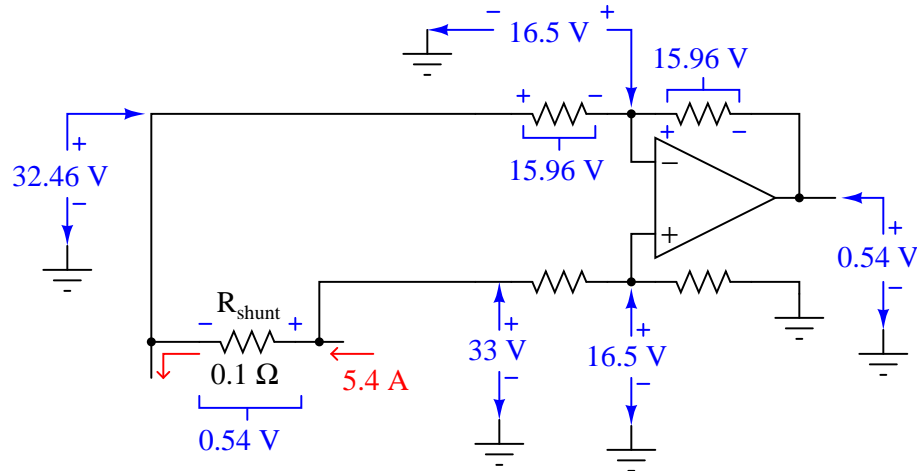 − 16.5 V +
15.96 V
+ −
+ −
+ −
15.96 V
+
32.46 V
−
−
+
+
0.54 V
−
R_shunt
− +
0.1 Ω
5.4 A
0.54 V
+
33 V
−
+
16.5 V
−